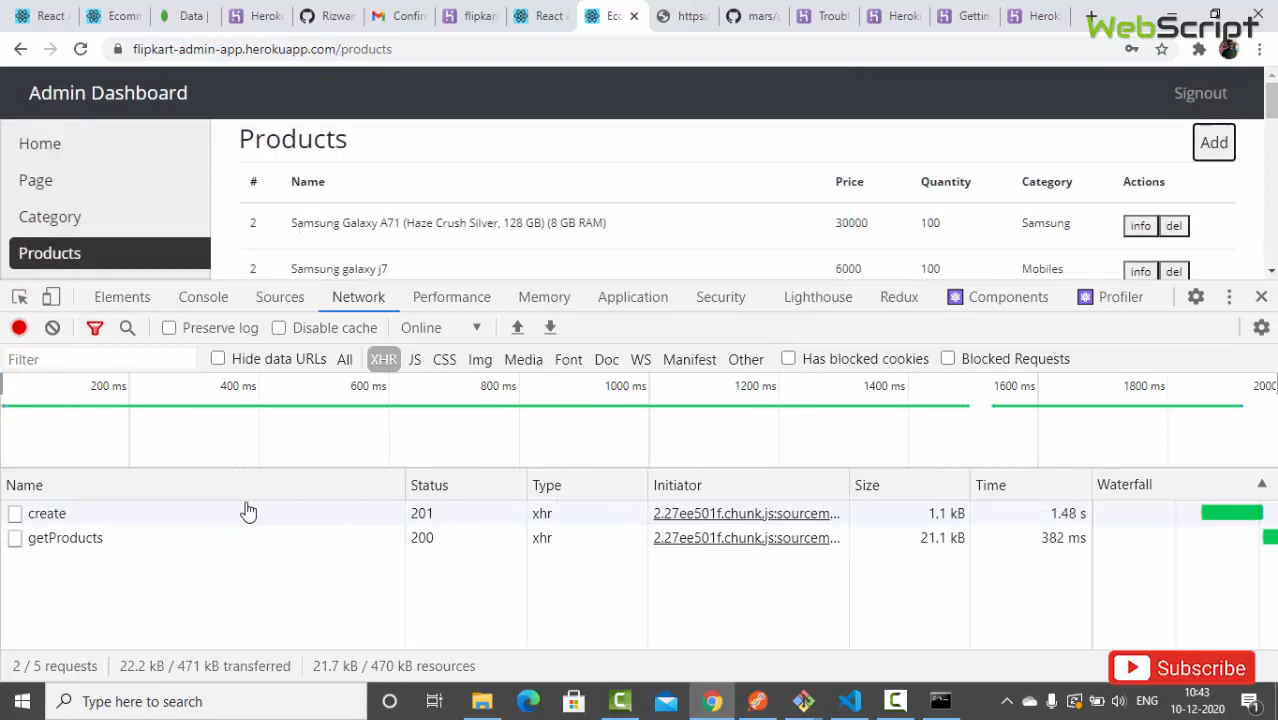 React Ecomm Data | Heroku Rizwan Confirm flipkart React A Ecc https: mars/c Troubl Heroku Gettin Heroku
WebScript
flipkart-admin-app.herokuapp.com/products
Admin Dashboard Signout
Home Products Add
Page # Name Price Quantity Category Actions
Category 2 Samsung Galaxy A71 (Haze Crush Silver, 128 GB) (8 GB RAM) 30000 100 Samsung info del
Products 2 Samsung galaxy j7 6000 100 Mobiles info del
Elements Console Sources Network Performance Memory Application Security Lighthouse Redux Components Profiler
Preserve log Disable cache Online
Filter Hide data URLs All XHR JS CSS Img Media Font Doc WS Manifest Other Has blocked cookies Blocked Requests
200 ms 400 ms 600 ms 800 ms 1000 ms 1200 ms 1400 ms 1600 ms 1800 ms 2000
Name Status Type Initiator Size Time Waterfall
create 201 xhr 2.27ee501f.chunk.js:sourcem... 1.1 kB 1.48 s
getProducts 200 xhr 2.27ee501f.chunk.js:sourcem... 21.1 kB 382 ms
2 / 5 requests 22.2 kB / 471 kB transferred 21.7 kB / 470 kB resources
Subscribe
Type here to search ENG 10:43
10-12-2020